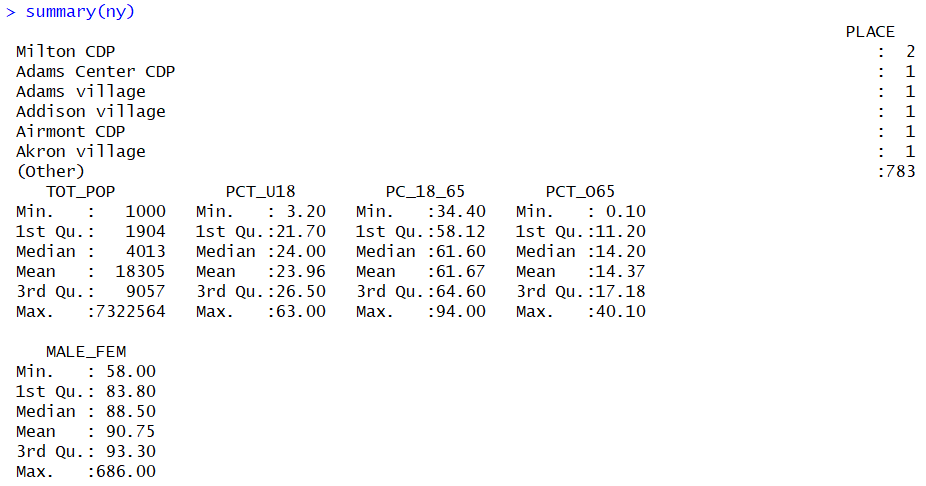 > summary(ny)
PLACE
Milton CDP : 2
Adams Center CDP : 1
Adams village : 1
Addison village : 1
Airmont CDP : 1
Akron village : 1
(Other) :783
TOT_POP PCT_U18 PC_18_65 PCT_O65
Min. : 1000 Min. : 3.20 Min. :34.40 Min. : 0.10
1st Qu.: 1904 1st Qu.:21.70 1st Qu.:58.12 1st Qu.:11.20
Median : 4013 Median :24.00 Median :61.60 Median :14.20
Mean : 18305 Mean :23.96 Mean :61.67 Mean :14.37
3rd Qu.: 9057 3rd Qu.:26.50 3rd Qu.:64.60 3rd Qu.:17.18
Max. :7322564 Max. :63.00 Max. :94.00 Max. :40.10
MALE_FEM
Min. : 58.00
1st Qu.: 83.80
Median : 88.50
Mean : 90.75
3rd Qu.: 93.30
Max. :686.00